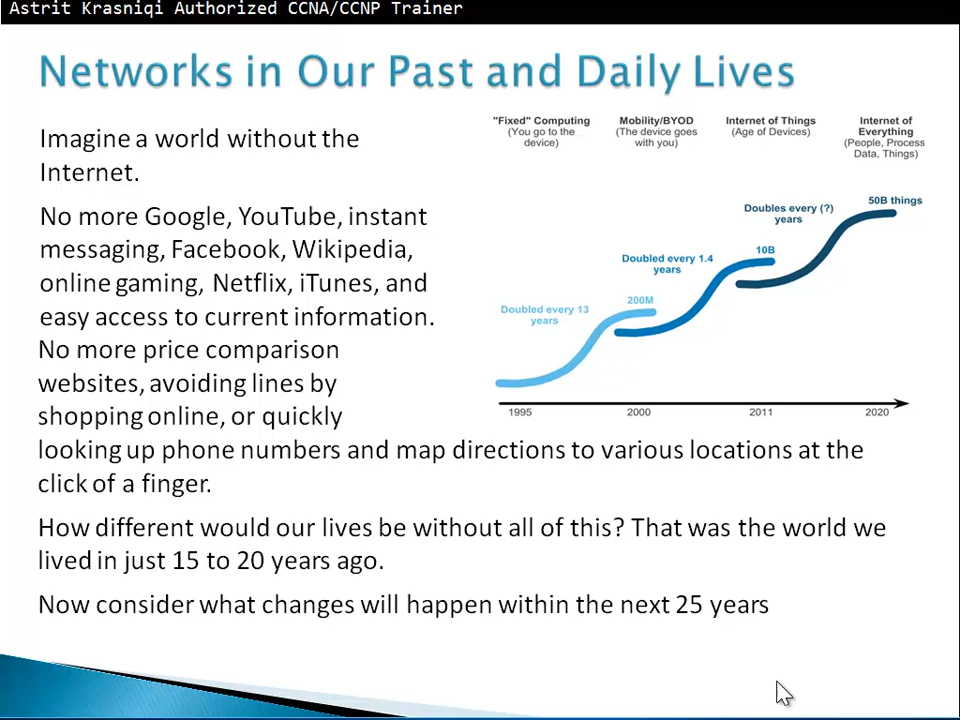 Astrit Krasniqi Authorized CCNA/CCNP Trainer
Networks in Our Past and Daily Lives
Imagine a world without the
Internet.
No more Google, YouTube, instant
messaging, Facebook, Wikipedia,
online gaming, Netflix, iTunes, and
easy access to current information.
No more price comparison
websites, avoiding lines by
shopping online, or quickly
looking up phone numbers and map directions to various locations at the
click of a finger.
How different would our lives be without all of this? That was the world we
lived in just 15 to 20 years ago.
Now consider what changes will happen within the next 25 years
"Fixed" Computing
(You go to the
device)
Mobility/BYOD
(The device goes
with you)
Internet of Things
(Age of Devices)
Internet of
Everything
(People, Process
Data, Things)
Doubled every 13
years
200M
Doubled every 1.4
years
10B
Doubles every (?)
years
50B things
1995
2000
2011
2020